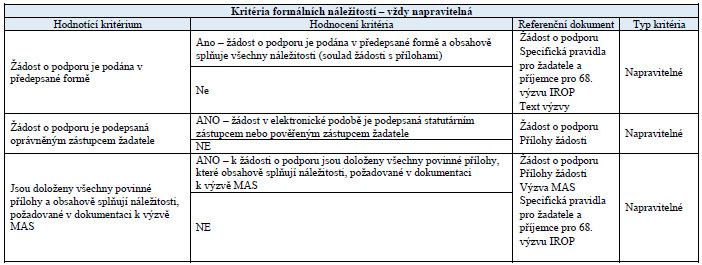 Kritéria formálních náležitostí – vždy napravitelná
Hodnotící kritérium
Hodnocení kritéria
Referenční dokument
Typ kritéria
Žádost o podporu je podána v
předepsané formě
Ano – žádost o podporu je podána v předepsané formě a obsahově
splňuje všechny náležitosti (soulad žádosti s přílohami)
Ne
Žádost o podporu
Specifická pravidla
pro žadatele a
příjemce pro 68.
výzvu IROP
Text výzvy
Napravitelné
Žádost o podporu je podepsaná
oprávněným zástupcem žadatele
ANO – žádost v elektronické podobě je podepsaná statutárním
zástupcem nebo pověřeným zástupcem žadatele
NE
Žádost o podporu
Přílohy žádosti
Napravitelné
Jsou doloženy všechny povinné
přílohy a obsahově splňují náležitosti,
požadované v dokumentaci k výzvě
MAS
ANO – k žádosti o podporu jsou doloženy všechny povinné přílohy,
které obsahově splňují náležitosti, požadované v dokumentaci
k výzvě MAS
NE
Žádost o podporu
Přílohy žádosti
Výzva MAS
Specifická pravidla
pro žadatele a
příjemce pro 68.
výzvu IROP
Napravitelné